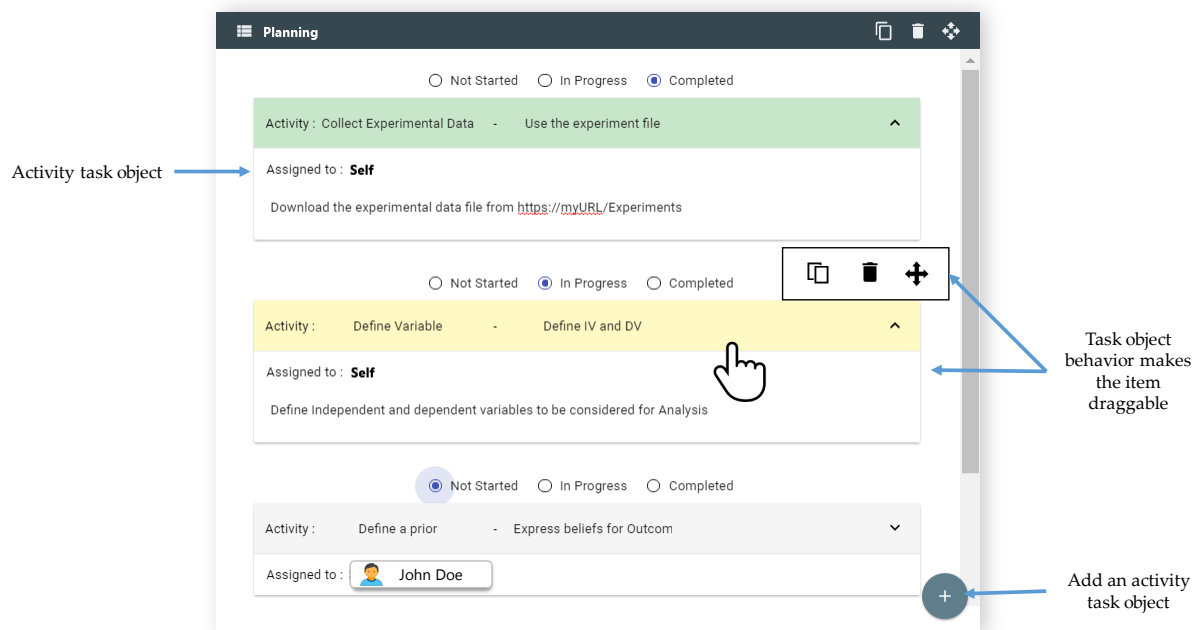 Planning
Not Started In Progress Completed
Activity : Collect Experimental Data - Use the experiment file
Activity task object
Assigned to : Self
Download the experimental data file from https://myURL/Experiments
Not Started In Progress Completed
Activity : Define Variable - Define IV and DV
Assigned to : Self
Define Independent and dependent variables to be considered for Analysis
Task object
behavior makes
the item
draggable
Not Started In Progress Completed
Activity : Define a prior - Express beliefs for Outcom
Assigned to : John Doe
Add an activity
task object